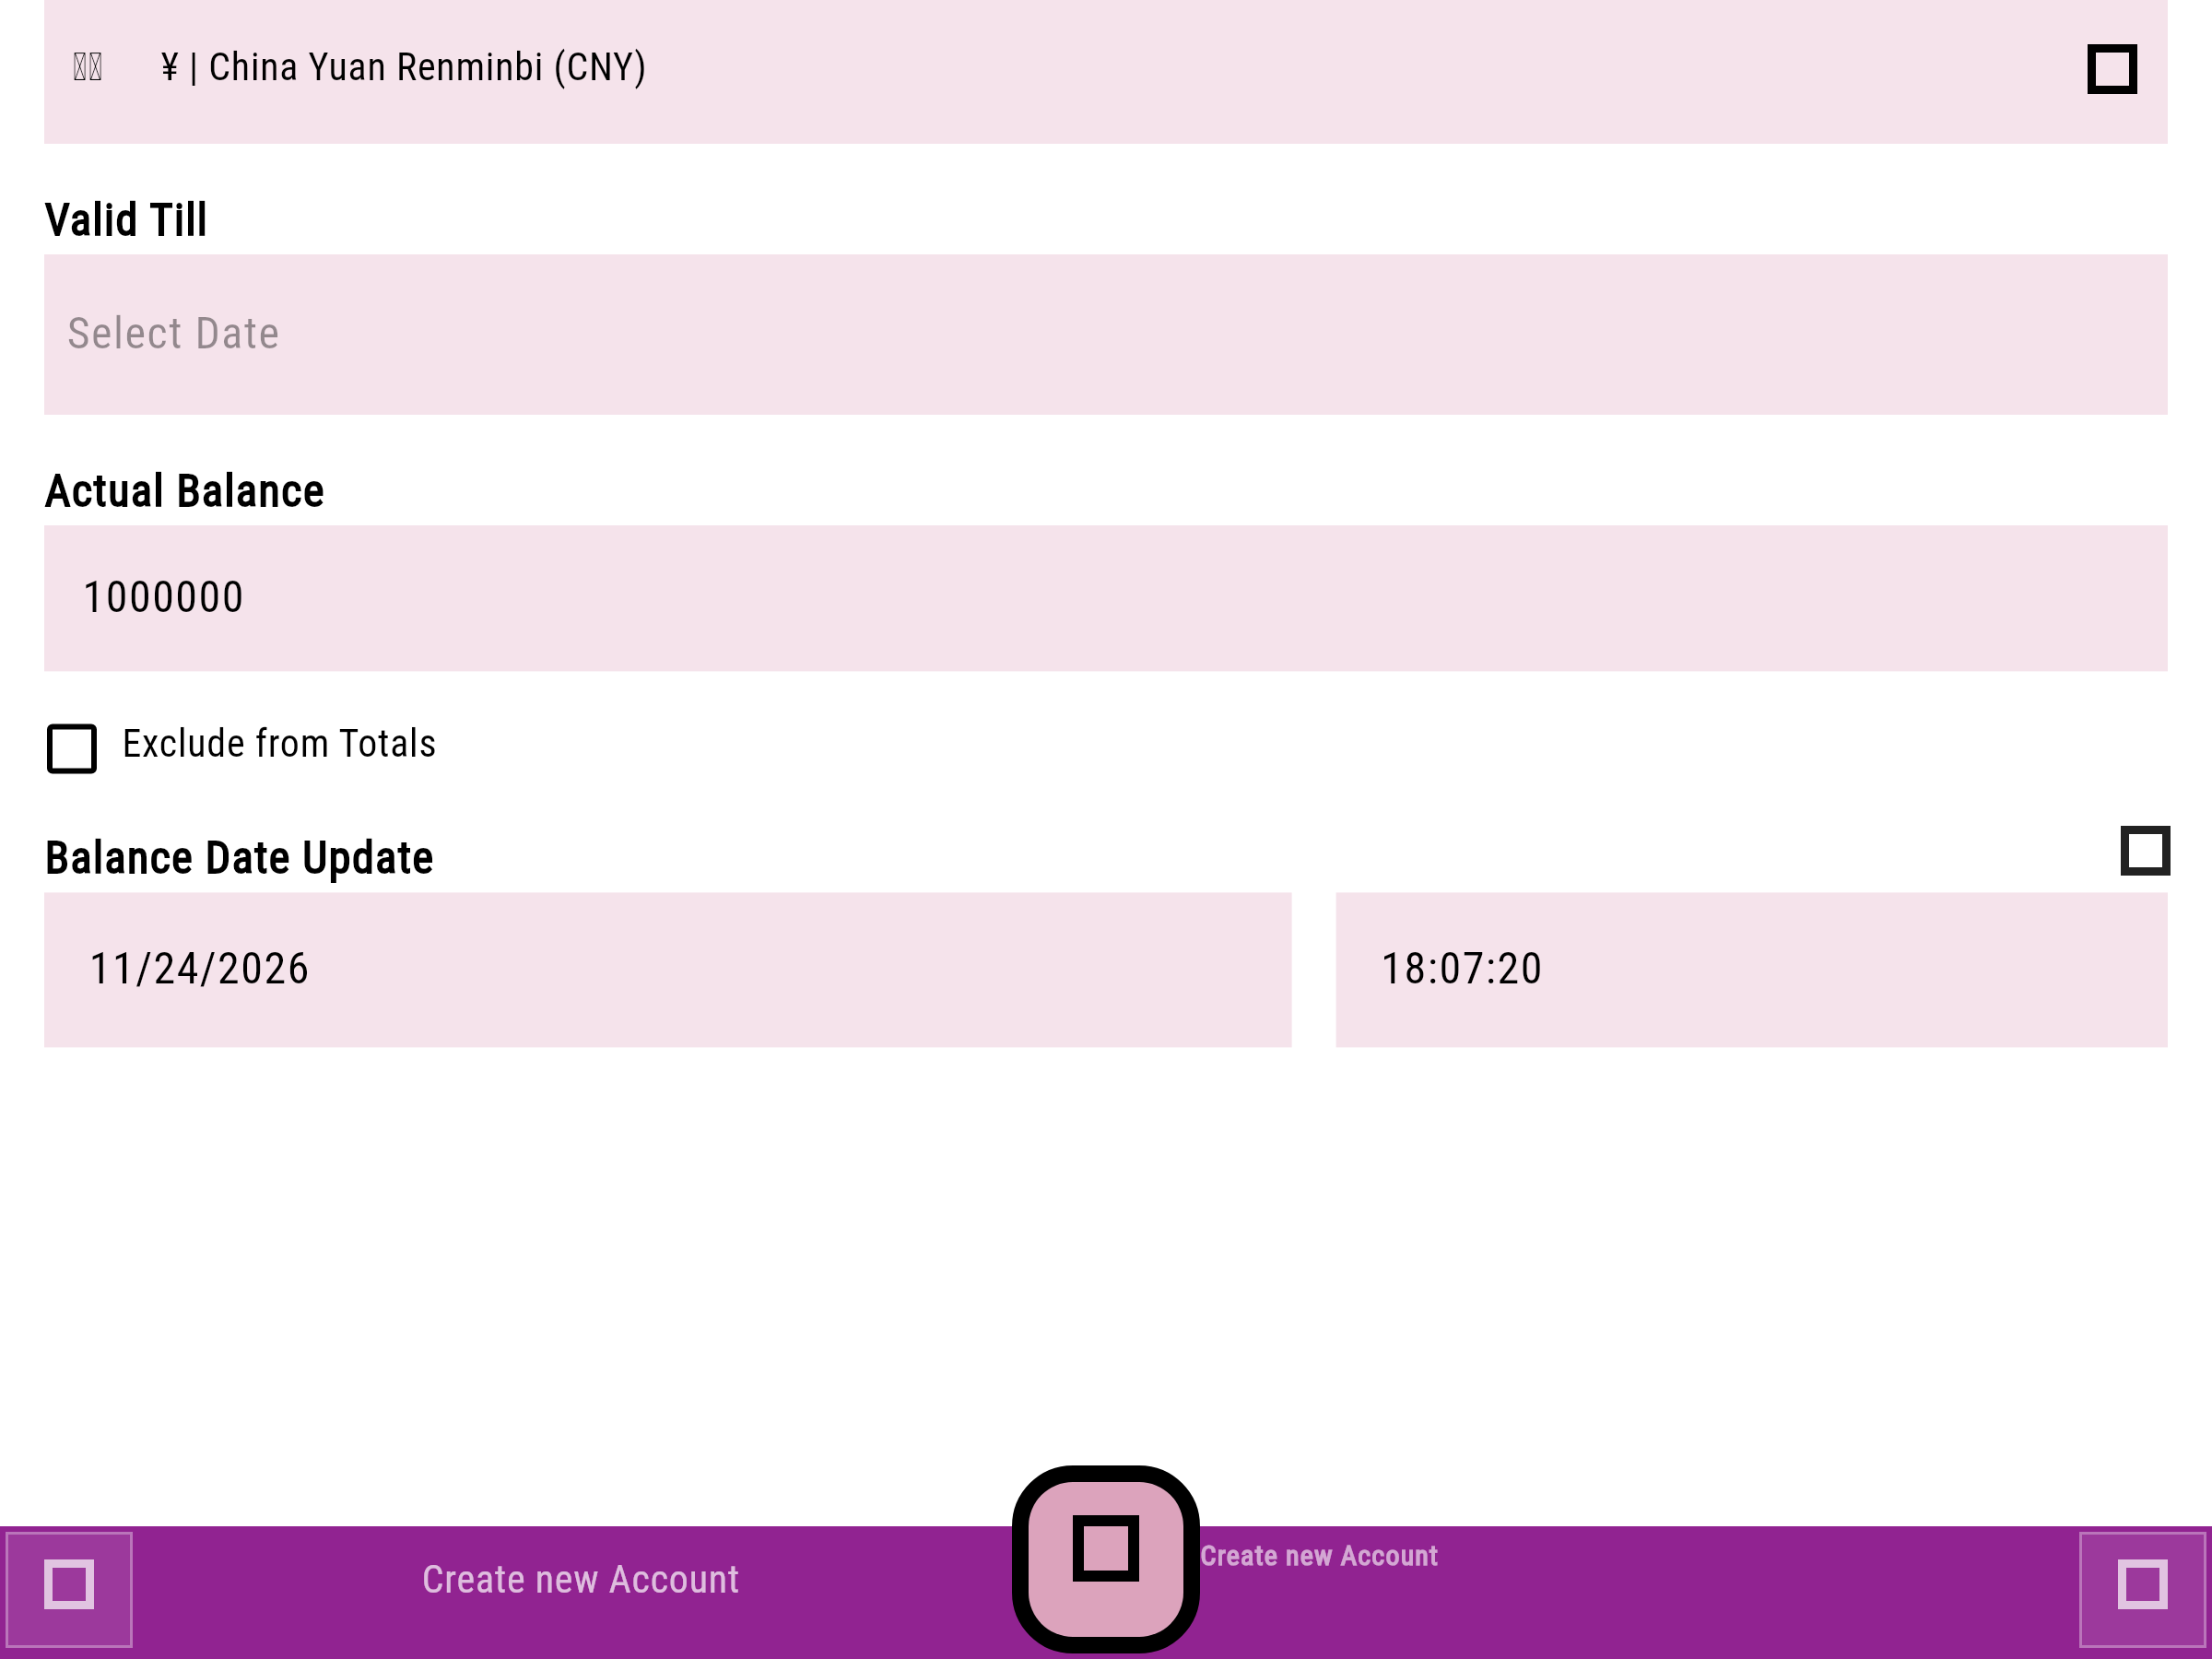 ¥ | China Yuan Renminbi (CNY)
Valid Till
Select Date
Actual Balance
1000000
Exclude from Totals
Balance Date Update
11/24/2026
18:07:20
Create new Account
Create new Account